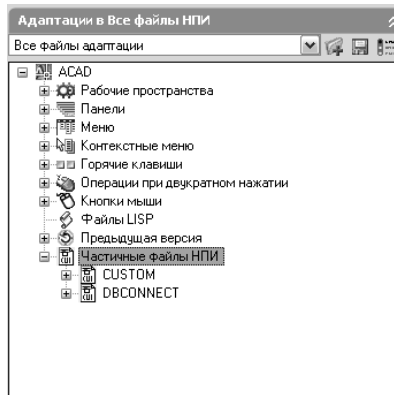 Адаптации в Все файлы НПИ
Все файлы адаптации
ACAD
Рабочие пространства
Панели
Меню
Контекстные меню
Горячие клавиши
Операции при двукратном нажатии
Кнопки мыши
Файлы LISP
Предыдущая версия
Частичные файлы НПИ
CUSTOM
DBCONNECT